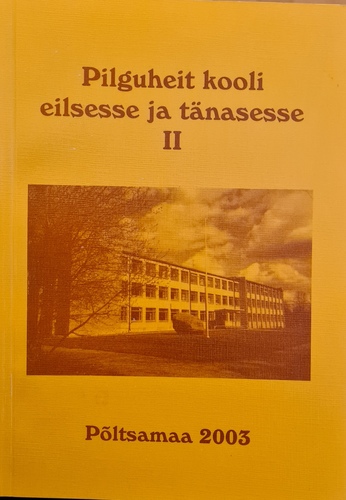 Pilguheit kooli
eilsesse ja tänasesse
II
Põltsamaa 2003